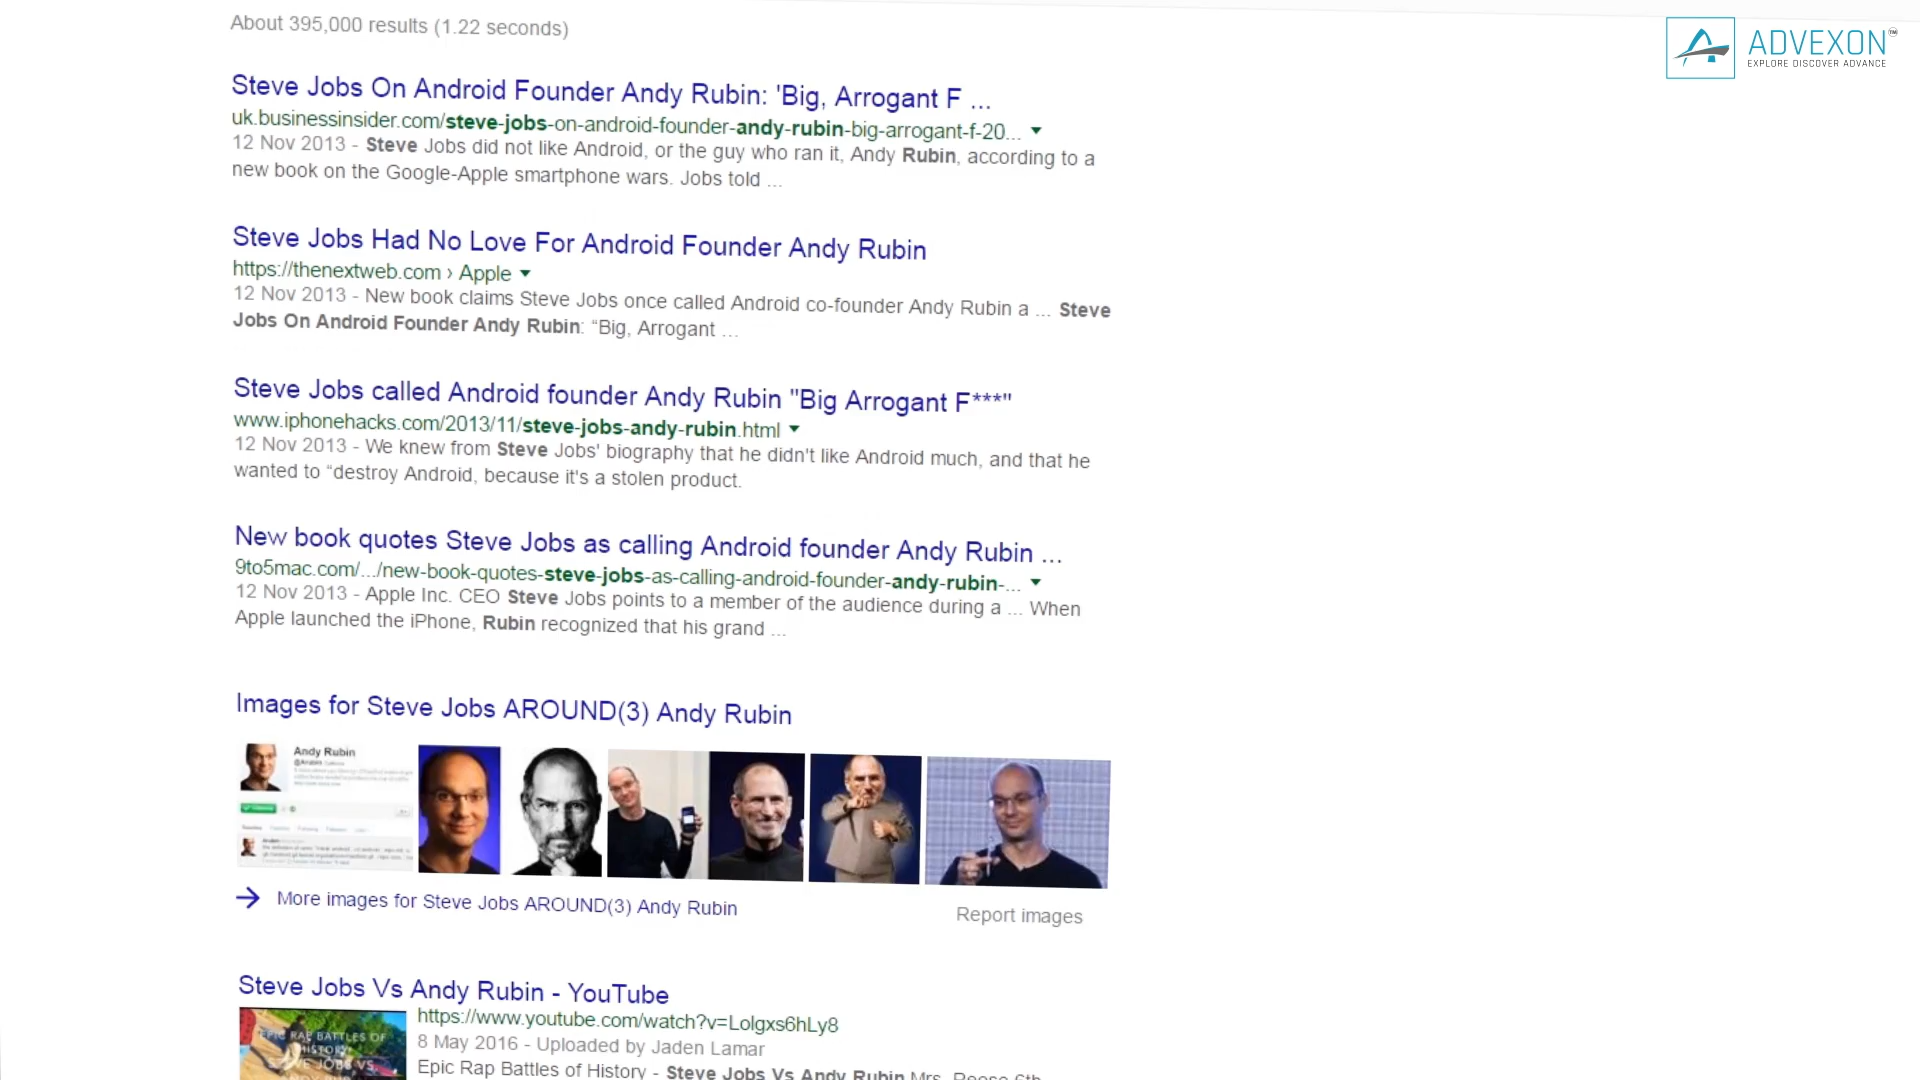 About 395,000 results (1.22 seconds)
ADVEXON™
EXPLORE DISCOVER ADVANCE
Steve Jobs On Android Founder Andy Rubin: 'Big, Arrogant F ...
uk.businessinsider.com/steve-jobs-on-android-founder-andy-rubin-big-arrogant-f-20...
12 Nov 2013 - Steve Jobs did not like Android, or the guy who ran it, Andy Rubin, according to a
new book on the Google-Apple smartphone wars. Jobs told ...
Steve Jobs Had No Love For Android Founder Andy Rubin
https://thenextweb.com › Apple
12 Nov 2013 - New book claims Steve Jobs once called Android co-founder Andy Rubin a ... Steve
Jobs On Android Founder Andy Rubin: “Big, Arrogant ...
Steve Jobs called Android founder Andy Rubin "Big Arrogant F***"
www.iphonehacks.com/2013/11/steve-jobs-andy-rubin.html
12 Nov 2013 - We knew from Steve Jobs' biography that he didn't like Android much, and that he
wanted to “destroy Android, because it's a stolen product.
New book quotes Steve Jobs as calling Android founder Andy Rubin ...
9to5mac.com/.../new-book-quotes-steve-jobs-as-calling-android-founder-andy-rubin-...
12 Nov 2013 - Apple Inc. CEO Steve Jobs points to a member of the audience during a ... When
Apple launched the iPhone, Rubin recognized that his grand ...
Images for Steve Jobs AROUND(3) Andy Rubin
Andy Rubin
More images for Steve Jobs AROUND(3) Andy Rubin
Report images
Steve Jobs Vs Andy Rubin - YouTube
https://www.youtube.com/watch?v=Lolgxs6hLy8
8 May 2016 - Uploaded by Jaden Lamar
Epic Rap Battles of History - Steve Jobs Vs Andy Rubin Mrs. Reese 6th
EPIC RAP BATTLES OF
HISTORY
STEVE JOBS VS.